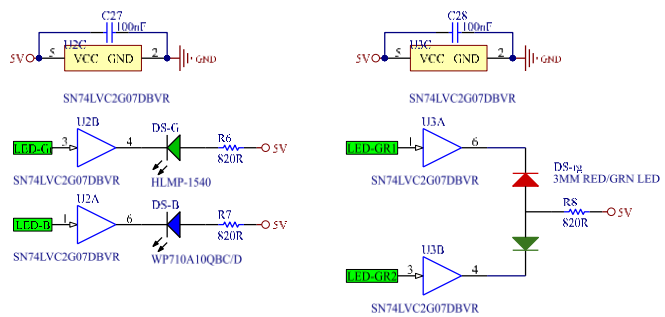 C27
100nF
U2C
5V
5
VCC GND
2
GND
SN74LVC2G07DBVR
C28
100nF
U3C
5V
5
VCC GND
2
GND
SN74LVC2G07DBVR
U2B
DS-G
R6
LED-G
3
4
5V
820R
SN74LVC2G07DBVR
HLMP-1540
U2A
DS-B
R7
LED-B
1
6
5V
820R
SN74LVC2G07DBVR
WP710A10QBC/D
U3A
LED-GR1
1
6
SN74LVC2G07DBVR
DS-rg
3MM RED/GRN LED
R8
5V
820R
U3B
LED-GR2
3
4
SN74LVC2G07DBVR